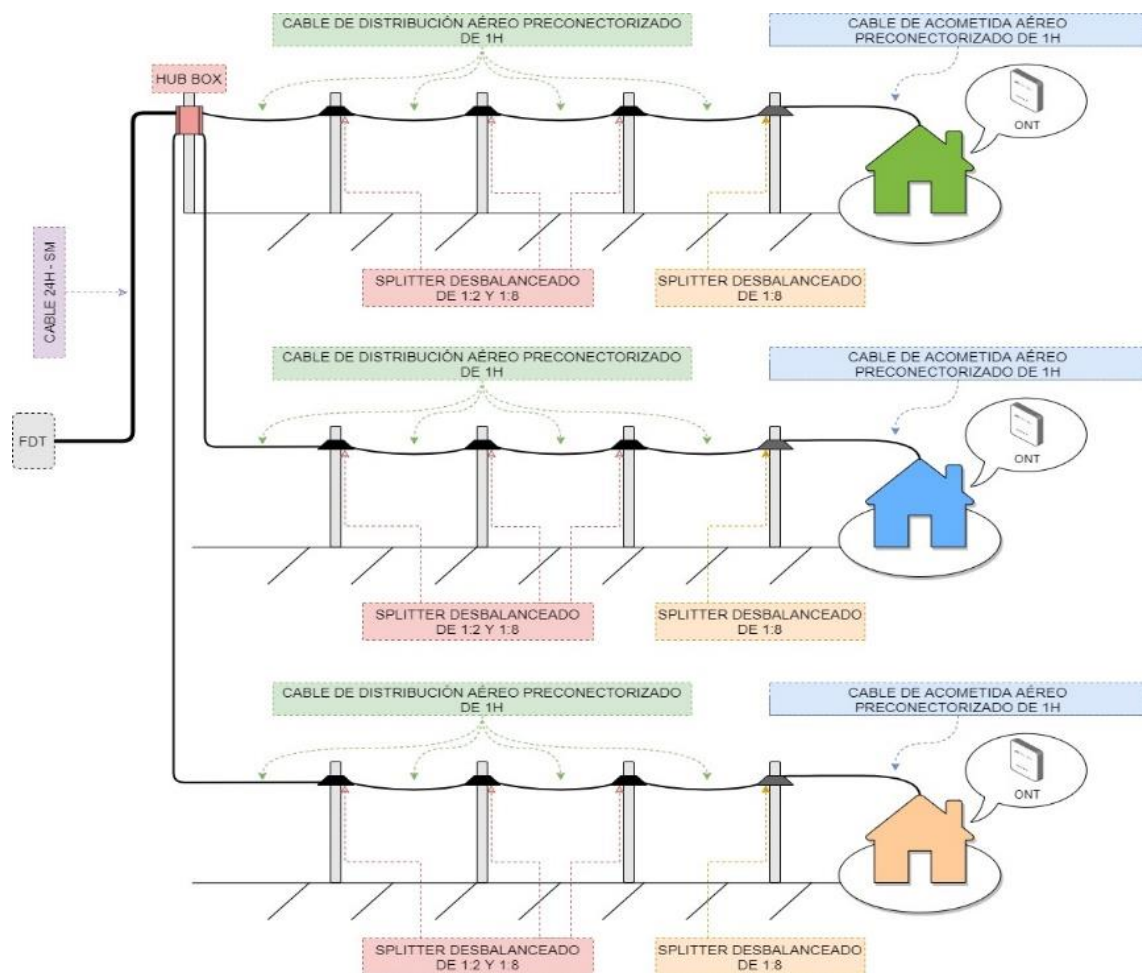 CABLE DE DISTRIBUCIÓN AÉREO PRECONECTORIZADO
DE 1H
CABLE DE ACOMETIDA AÉREO
PRECONECTORIZADO DE 1H
HUB BOX
ONT
CABLE 24H - SM
SPLITTER DESBALANCEADO
DE 1:2 Y 1:8
SPLITTER DESBALANCEADO
DE 1:8
CABLE DE DISTRIBUCIÓN AÉREO PRECONECTORIZADO
DE 1H
CABLE DE ACOMETIDA AÉREO
PRECONECTORIZADO DE 1H
FDT
ONT
SPLITTER DESBALANCEADO
DE 1:2 Y 1:8
SPLITTER DESBALANCEADO
DE 1:8
CABLE DE DISTRIBUCIÓN AÉREO PRECONECTORIZADO
DE 1H
CABLE DE ACOMETIDA AÉREO
PRECONECTORIZADO DE 1H
ONT
SPLITTER DESBALANCEADO
DE 1:2 Y 1:8
SPLITTER DESBALANCEADO
DE 1:8